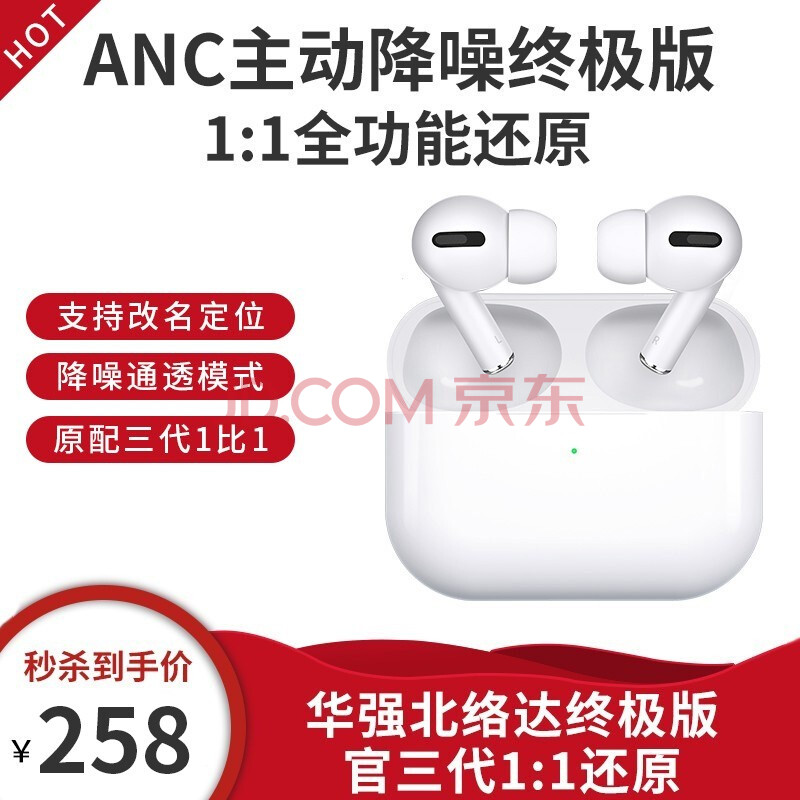 HOT
ANC主动降噪终极版
1:1全功能还原
支持改名定位
降噪通透模式
原配三代1比1
JD.COM 京东
L
R
秒杀到手价
¥258
华强北络达终极版
官三代1:1还原